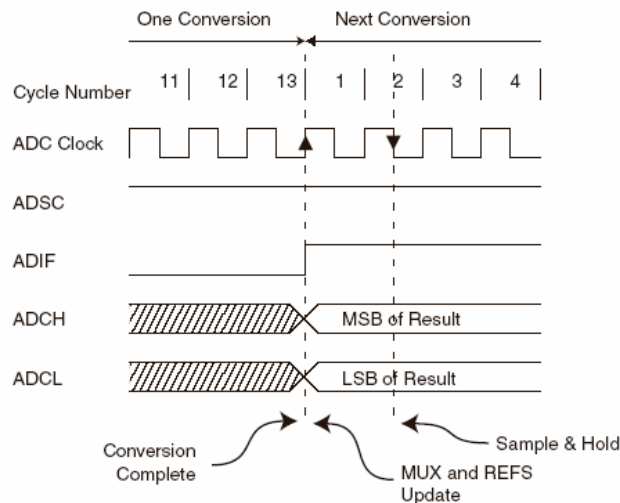 One Conversion Next Conversion
Cycle Number 11 12 13 1 2 3 4
ADC Clock
ADSC
ADIF
ADCH MSB of Result
ADCL LSB of Result
Conversion
Complete
MUX and REFS
Update
Sample & Hold